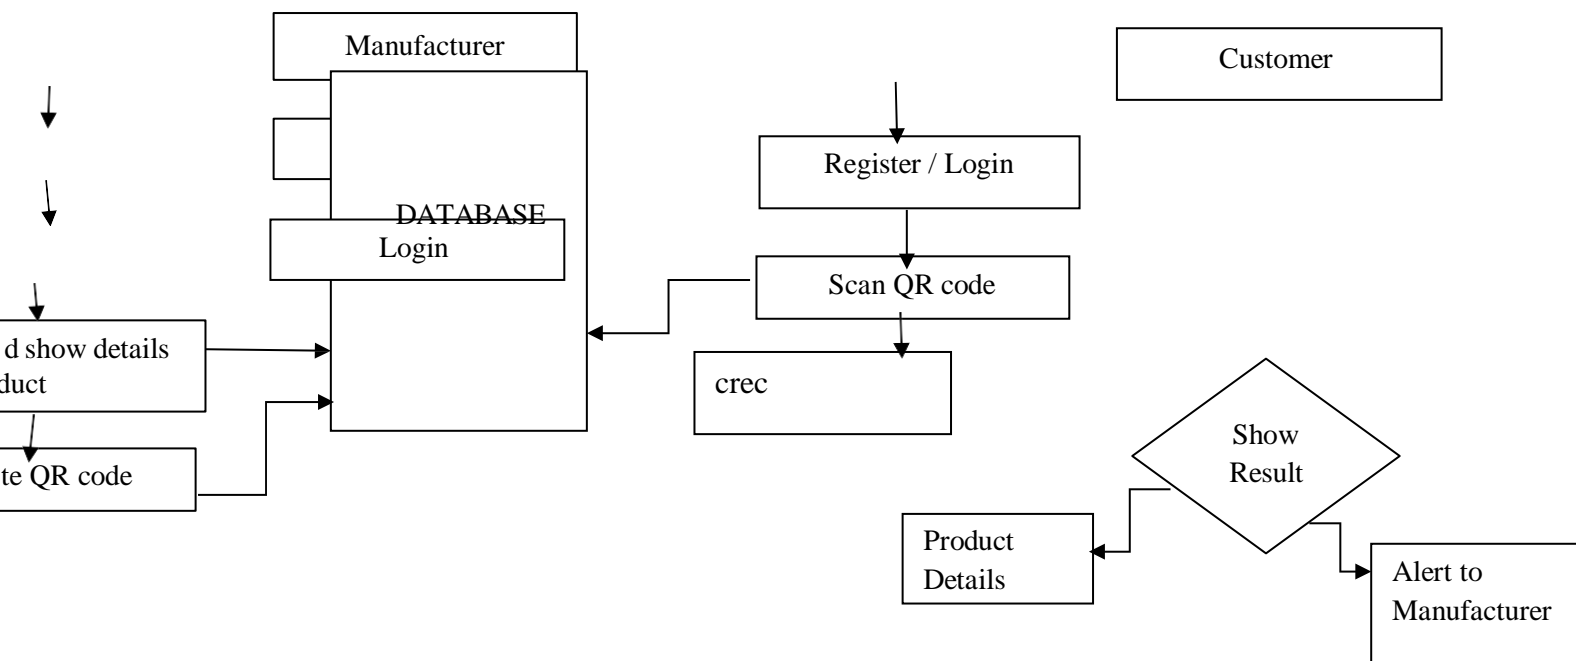 Manufacturer
Customer
Register / Login
DATABASE
Login
Scan QR code
d show details
duct
crec
te QR code
Show
Result
Product
Details
Alert to
Manufacturer